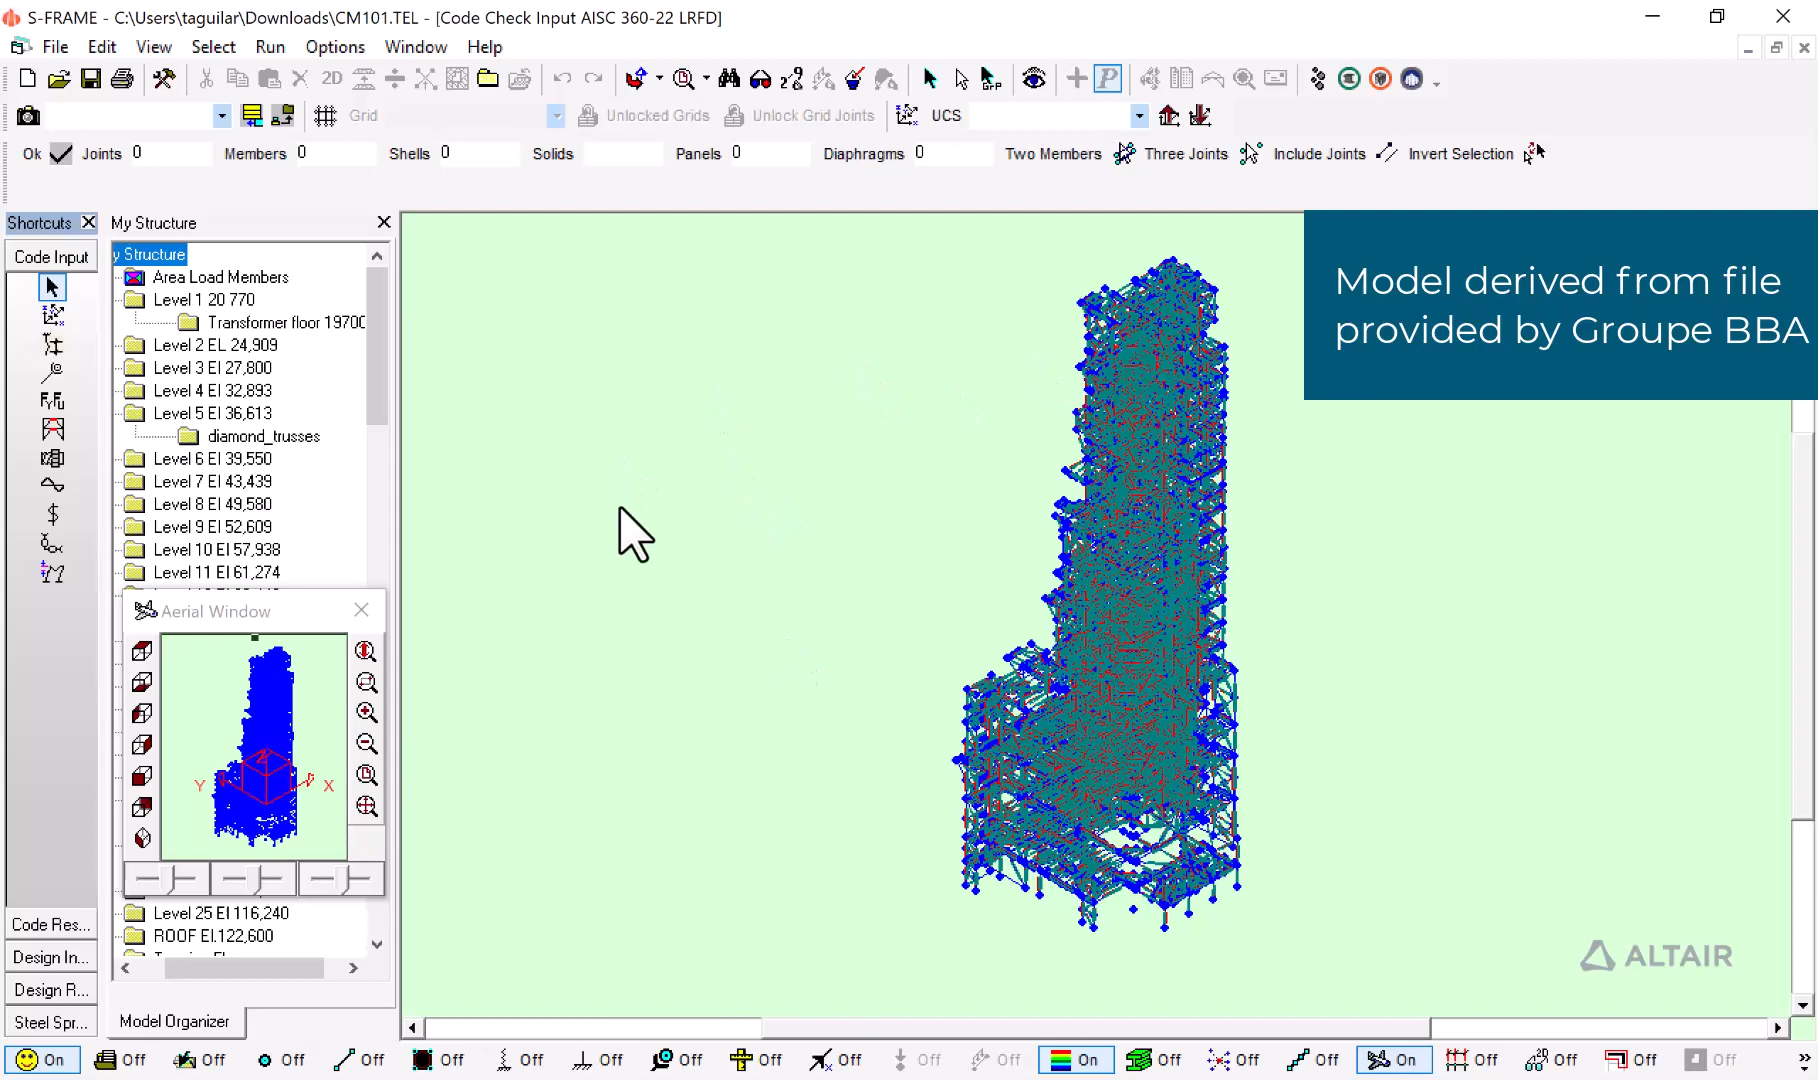 S-FRAME - C:\Users\taguilar\Downloads\CM101.TEL - [Code Check Input AISC 360-22 LRFD]
File Edit View Select Run Options Window Help
2D
Grid Unlocked Grids Unlock Grid Joints UCS
Ok Joints 0 Members 0 Shells 0 Solids Panels 0 Diaphragms 0 Two Members Three Joints Include Joints Invert Selection
Shortcuts
My Structure
Code Input
y Structure
Area Load Members
Level 1 20 770
Transformer floor 1970
Level 2 EL 24,909
Level 3 El 27,800
Level 4 El 32,893
Level 5 El 36,613
diamond_trusses
Level 6 El 39,550
Level 7 El 43,439
Level 8 El 49,580
Level 9 El 52,609
Level 10 El 57,938
Level 11 El 61,274
Aerial Window
Z
Y X
Level 25 El 116,240
ROOF El.122,600
Code Res...
Design In...
Design R...
Steel Spr...
Model Organizer
Model derived from file
provided by Groupe BBA
ALTAIR
On Off Off Off Off Off Off Off Off Off Off Off Off On Off Off Off On Off Off Off Off